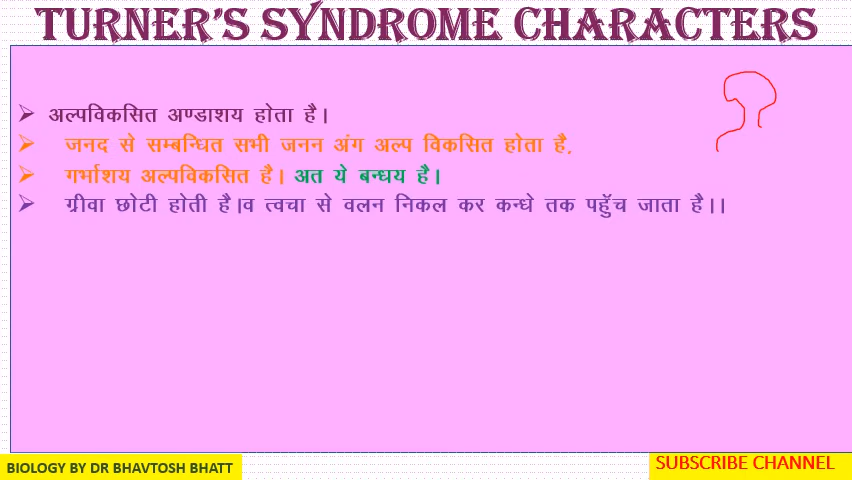 TURNER'S SYNDROME CHARACTERS
अल्पविकसित अण्डाशय होता है।
जनद से सम्बन्धित सभी जनन अंग अल्प विकसित होता है,
गर्भाशय अल्पविकसित है। अत ये बन्धय है।
ग्रीवा छोटी होती है।व त्वचा से वलन निकल कर कन्धे तक पहुॅच जाता है।।
BIOLOGY BY DR BHAVTOSH BHATT
SUBSCRIBE CHANNEL